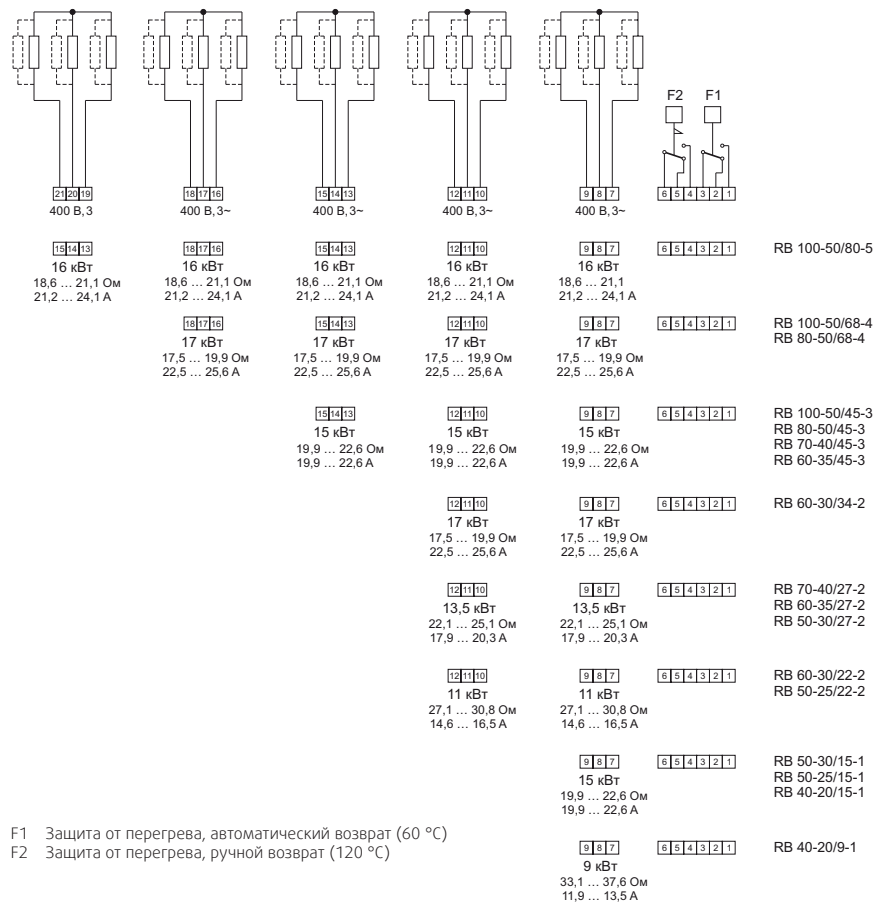 F2 F1
21 20 19 18 17 16 15 14 13 12 11 10 9 8 7 6 5 4 3 2 1
400 В,3 400 В,3~ 400 В,3~ 400 В,3~ 400 В,3~
15 14 13 18 17 16 15 14 13 12 11 10 9 8 7 6 5 4 3 2 1 RB 100-50/80-5
16 кВт 16 кВт 16 кВт 16 кВт 16 кВт
18,6 … 21,1 Ом 18,6 … 21,1 Ом 18,6 … 21,1 Ом 18,6 … 21,1 Ом 18,6 … 21,1
21,2 … 24,1 А 21,2 … 24,1 А 21,2 … 24,1 А 21,2 … 24,1 А 21,2 … 24,1 А
18 17 16 15 14 13 12 11 10 9 8 7 6 5 4 3 2 1 RB 100-50/68-4
17 кВт 17 кВт 17 кВт 17 кВт RB 80-50/68-4
17,5 … 19,9 Ом 17,5 … 19,9 Ом 17,5 … 19,9 Ом 17,5 … 19,9 Ом
22,5 … 25,6 А 22,5 … 25,6 А 22,5 … 25,6 А 22,5 … 25,6 А
15 14 13 12 11 10 9 8 7 6 5 4 3 2 1 RB 100-50/45-3
15 кВт 15 кВт 15 кВт RB 80-50/45-3
19,9 … 22,6 Ом 19,9 … 22,6 Ом 19,9 … 22,6 Ом RB 70-40/45-3
19,9 … 22,6 А 19,9 … 22,6 А 19,9 … 22,6 А RB 60-35/45-3
12 11 10 9 8 7 6 5 4 3 2 1 RB 60-30/34-2
17 кВт 17 кВт
17,5 … 19,9 Ом 17,5 … 19,9 Ом
22,5 … 25,6 А 22,5 … 25,6 А
12 11 10 9 8 7 6 5 4 3 2 1 RB 70-40/27-2
13,5 кВт 13,5 кВт RB 60-35/27-2
22,1 … 25,1 Ом 22,1 … 25,1 Ом RB 50-30/27-2
17,9 … 20,3 А 17,9 … 20,3 А
12 11 10 9 8 7 6 5 4 3 2 1 RB 60-30/22-2
11 кВт 11 кВт RB 50-25/22-2
27,1 … 30,8 Ом 27,1 … 30,8 Ом
14,6 … 16,5 А 14,6 … 16,5 А
9 8 7 6 5 4 3 2 1 RB 50-30/15-1
15 кВт RB 50-25/15-1
19,9 … 22,6 Ом RB 40-20/15-1
19,9 … 22,6 А
F1 Защита от перегрева, автоматический возврат (60 °C)
F2 Защита от перегрева, ручной возврат (120 °C)
9 8 7 6 5 4 3 2 1 RB 40-20/9-1
9 кВт
33,1 … 37,6 Ом
11,9 … 13,5 А